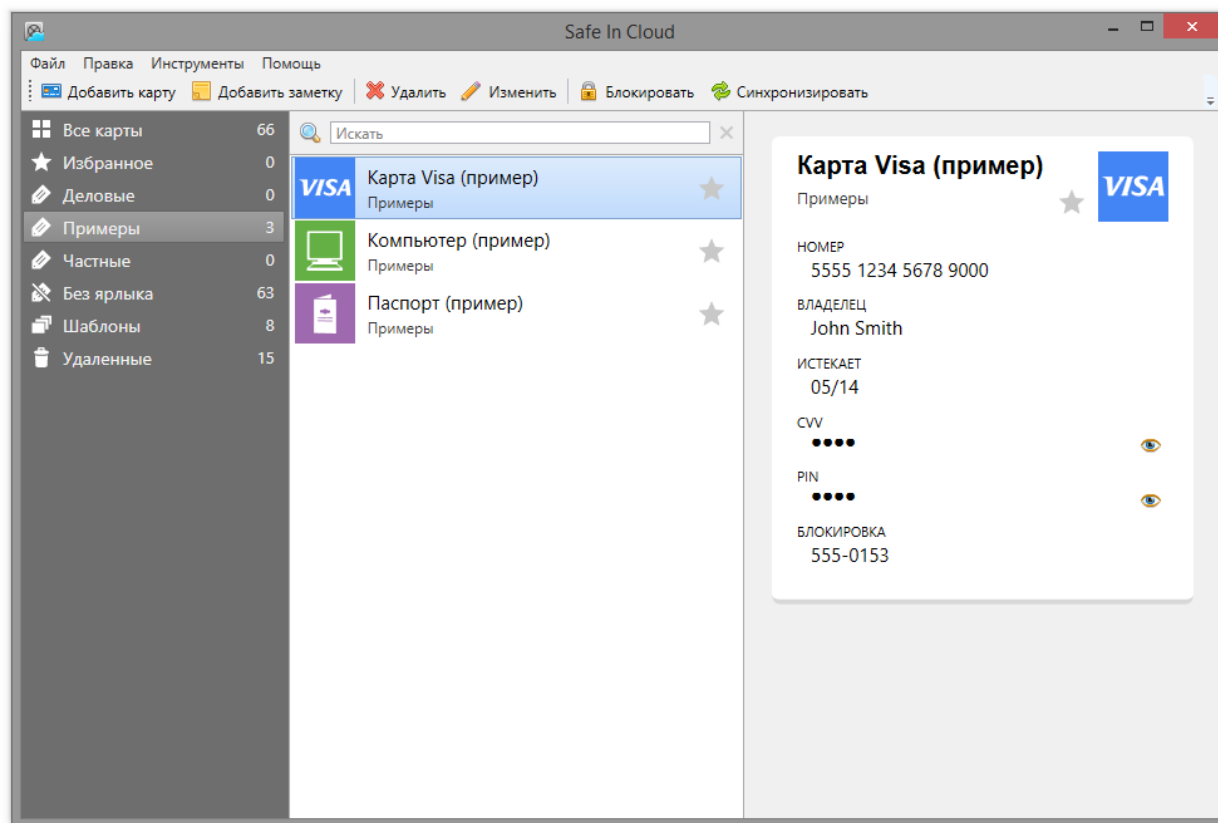 Safe In Cloud
Файл Правка Инструменты Помощь
Добавить карту Добавить заметку Удалить Изменить Блокировать Синхронизировать
Все карты 66
Избранное 0
Деловые 0
Примеры 3
Частные 0
Без ярлыка 63
Шаблоны 8
Удаленные 15
Искать
VISA
Карта Visa (пример)
Примеры
Компьютер (пример)
Примеры
Паспорт (пример)
Примеры
Карта Visa (пример)
Примеры
VISA
НОМЕР
5555 1234 5678 9000
ВЛАДЕЛЕЦ
John Smith
ИСТЕКАЕТ
05/14
CVV
••••
PIN
••••
БЛОКИРОВКА
555-0153